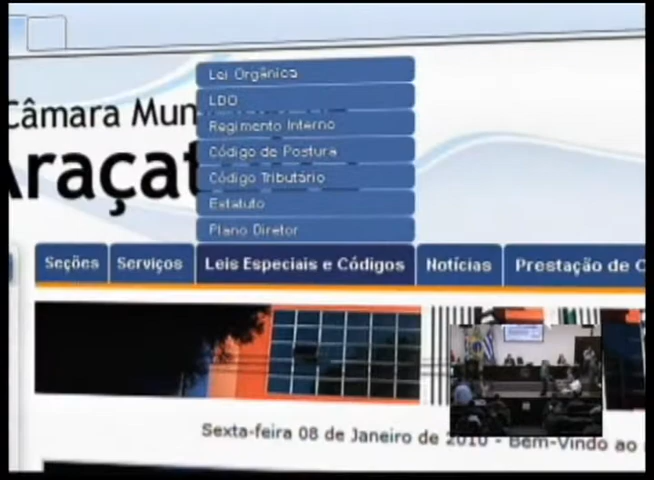 Lei Orgânica
LDO
Câmara Mun
Regimento Interno
Código de Postura
Araçat
Código Tributário
Estatuto
Plano Diretor
Seções Serviços Leis Especiais e Códigos Notícias Prestação de C
Sexta-feira 08 de Janeiro de 2010 - Bem-Vindo ao